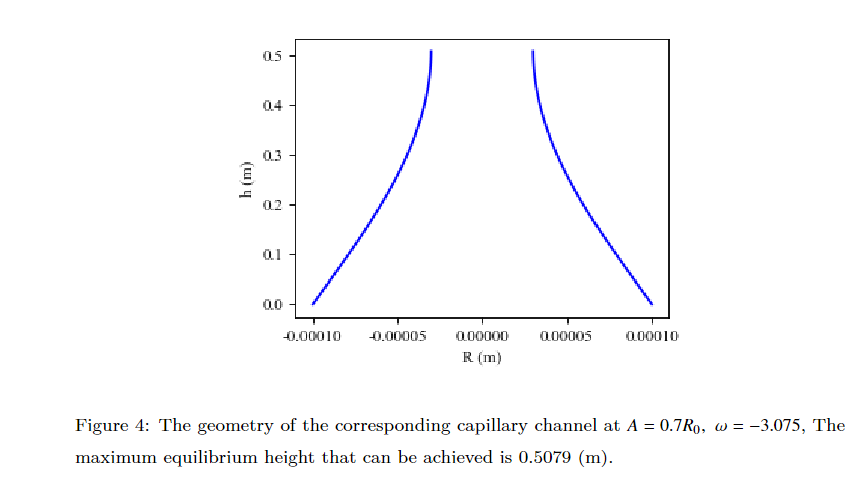 0.5
0.4
0.3
h (m)
0.2
0.1
0.0
-0.00010 -0.00005 0.00000 0.00005 0.00010
R (m)
Figure 4: The geometry of the corresponding capillary channel at A = 0.7R₀, ω = −3.075, The
maximum equilibrium height that can be achieved is 0.5079 (m).